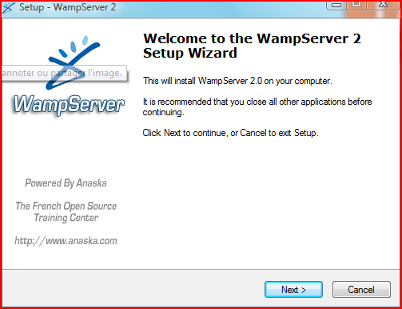 Setup - WampServer 2
Welcome to the WampServer 2
Setup Wizard
This will install WampServer 2.0 on your computer.
It is recommended that you close all other applications before
continuing.
Click Next to continue, or Cancel to exit Setup.
annoter ou partager l'image.
WampServer
Powered By Anaska
The French Open Source
Training Center
http://www.anaska.com
Next >
Cancel